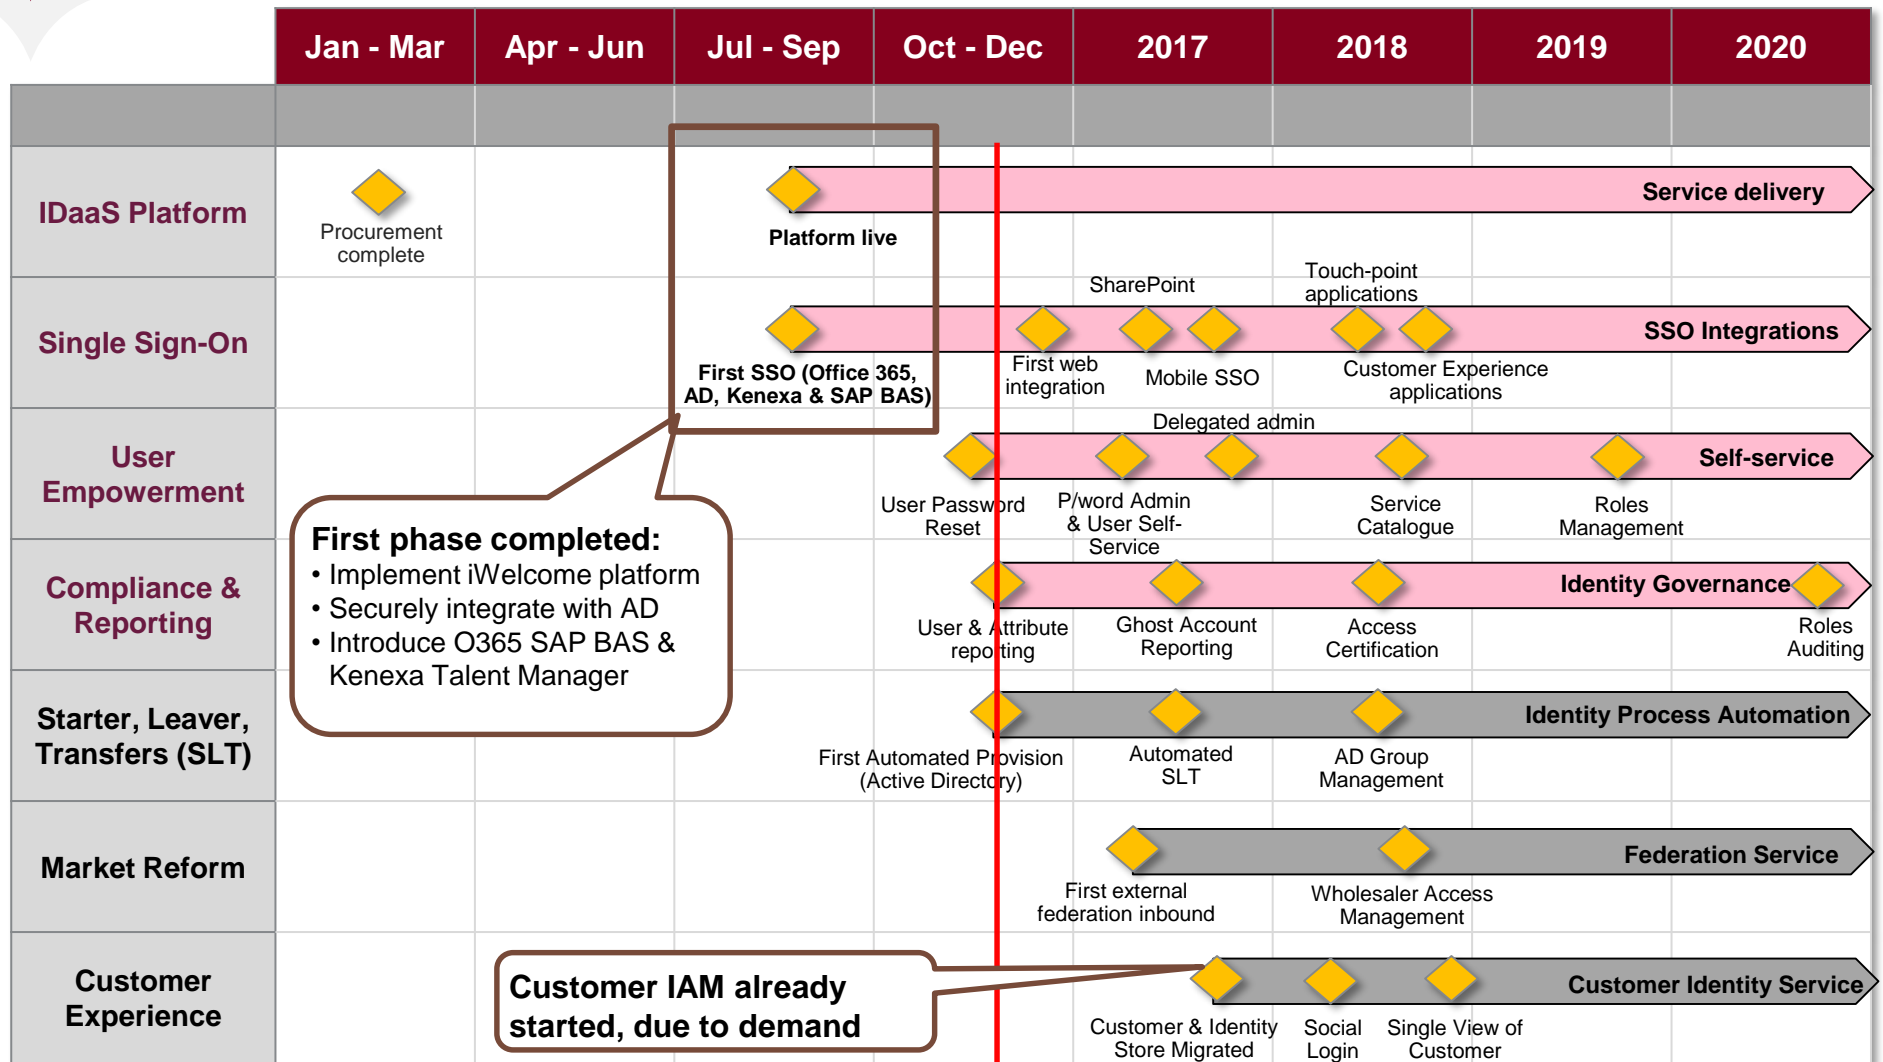 Jan - Mar
Apr - Jun
Jul - Sep
Oct - Dec
2017
2018
2019
2020
IDaaS Platform
Procurement
complete
Platform live
Service delivery
Single Sign-On
First SSO (Office 365,
AD, Kenexa & SAP BAS)
First web
integration
SharePoint
Mobile SSO
Touch-point
applications
Customer Experience
applications
SSO Integrations
User
Empowerment
User Password
Reset
P/word Admin
& User Self-
Service
Delegated admin
Service
Catalogue
Roles
Management
Self-service
First phase completed:
• Implement iWelcome platform
• Securely integrate with AD
• Introduce O365 SAP BAS &
Kenexa Talent Manager
Compliance &
Reporting
User & Attribute
reporting
Ghost Account
Reporting
Access
Certification
Identity Governance
Roles
Auditing
Starter, Leaver,
Transfers (SLT)
First Automated Provision
(Active Directory)
Automated
SLT
AD Group
Management
Identity Process Automation
Market Reform
First external
federation inbound
Wholesaler Access
Management
Federation Service
Customer
Experience
Customer IAM already
started, due to demand
Customer & Identity
Store Migrated
Social
Login
Single View of
Customer
Customer Identity Service